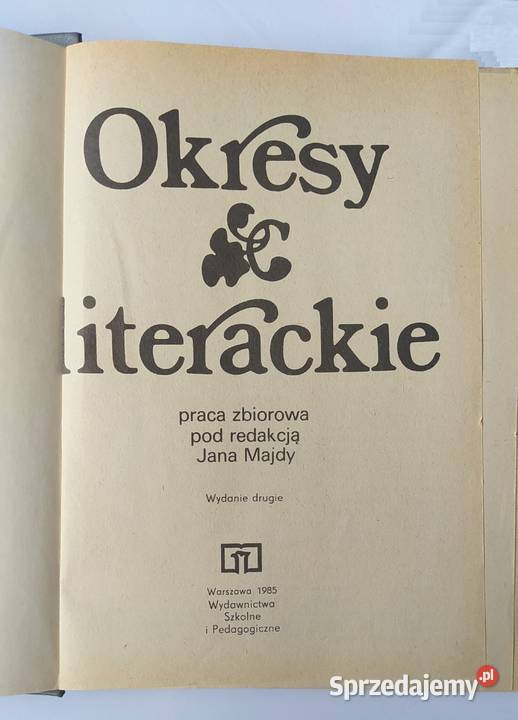 Okresy
literackie
praca zbiorowa
pod redakcją
Jana Majdy
Wydanie drugie
Warszawa 1985
Wydawnictwa
Szkolne
i Pedagogiczne
Sprzedajemy.pl